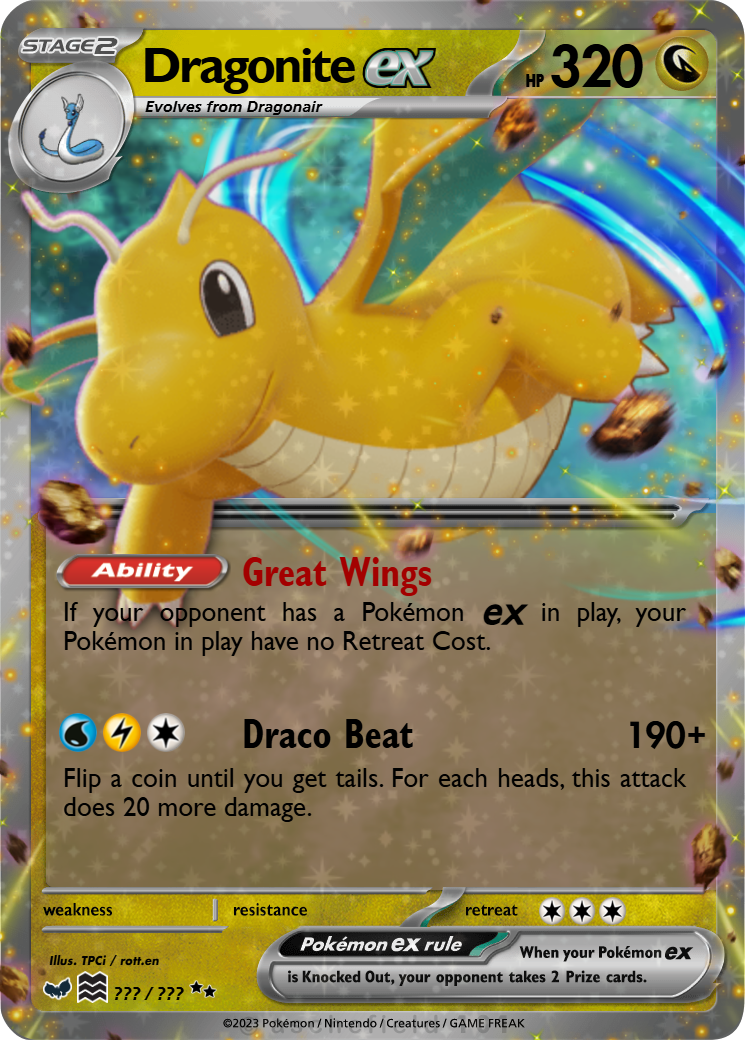 STAGE2
Dragonite ex
HP 320
Evolves from Dragonair
Ability Great Wings
If your opponent has a Pokémon ex in play, your
Pokémon in play have no Retreat Cost.
Draco Beat 190+
Flip a coin until you get tails. For each heads, this attack
does 20 more damage.
weakness resistance retreat
Pokémon ex rule
When your Pokémon ex
is Knocked Out, your opponent takes 2 Prize cards.
Illus. TPCi / rott.en
??? / ???
©2023 Pokémon / Nintendo / Creatures / GAME FREAK